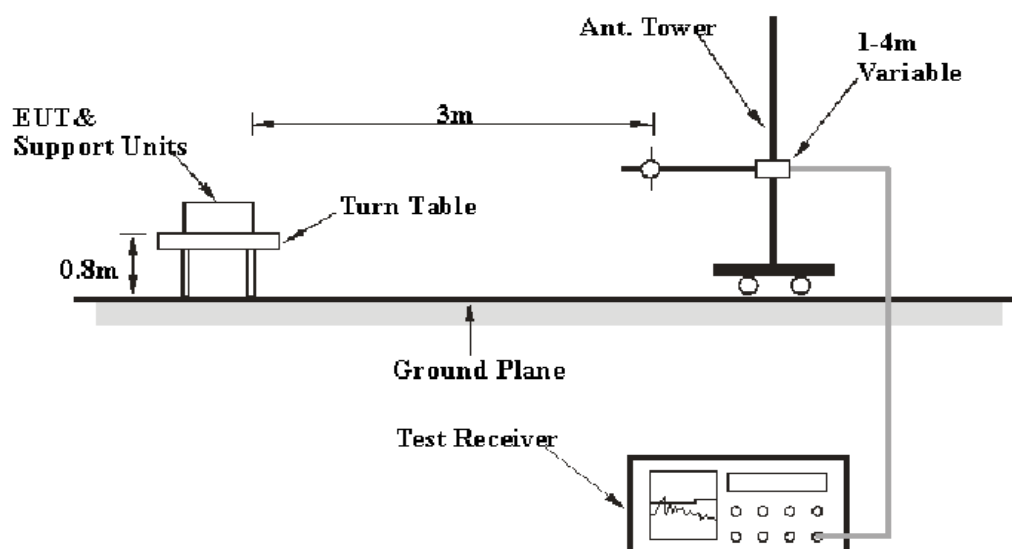 Ant. Tower
1-4m
Variable
3m
EUT&
Support Units
Turn Table
0.8m
Ground Plane
Test Receiver